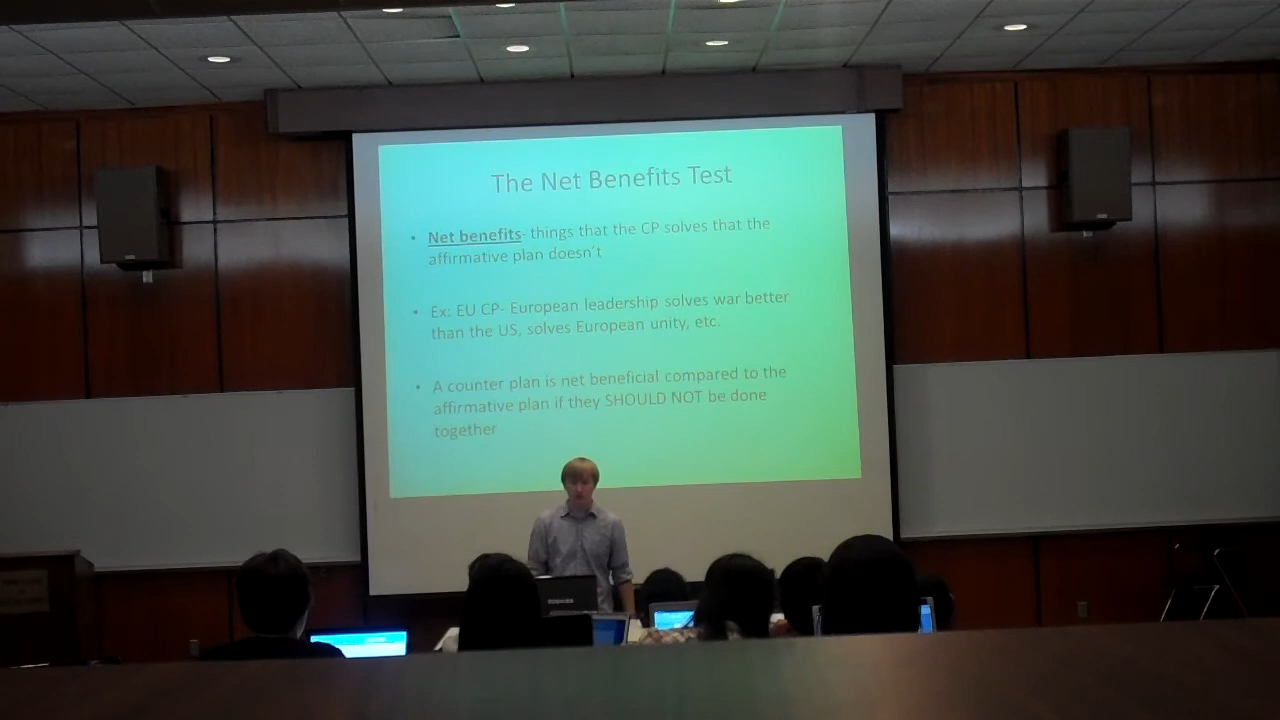 The Net Benefits Test
• Net benefits- things that the CP solves that the
affirmative plan doesn't
• Ex: EU CP- European leadership solves war better
than the US, solves European unity, etc.
• A counter plan is net beneficial compared to the
affirmative plan if they SHOULD NOT be done
together
TOSHIBA